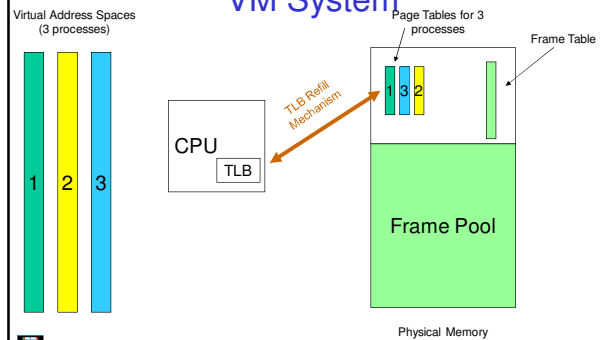 VM System
Virtual Address Spaces
(3 processes)
Page Tables for 3
processes
Frame Table
TLB Refill
Mechanism
1 3 2
CPU
TLB
1 2 3
Frame Pool
Physical Memory